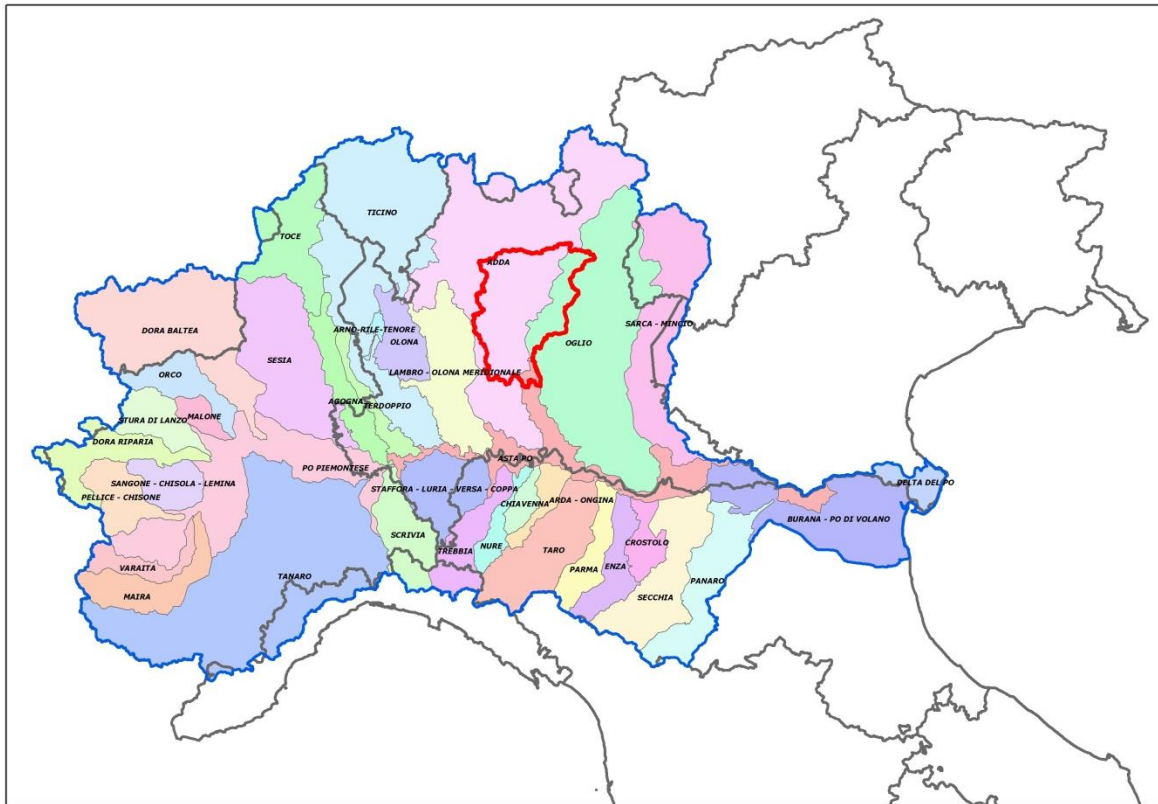 TICINO
TOCE
ADDA
DORA BALTEA
SARCA - MINCIO
ARNO-RILE-TENORE
OLONA
OGLIO
SESIA
LAMBRO - OLONA MERIDIONALE
ORCO
AGOGNA
TERDOPPIO
MALONE
STURA DI LANZO
DORA RIPARIA
ASTA PO
PO PIEMONTESE
SANGONE - CHISOLA - LEMINA
DELTA DEL PO
STAFFORA - LURIA - VERSA - COPPA
PELLICE - CHISONE
ARDA - ONGINA
CHIAVENNA
BURANA - PO DI VOLANO
SCRIVIA
CROSTOLO
NURE
TREBBIA
TARO
VARAITA
PARMA
ENZA
PANARO
TANARO
MAIRA
SECCHIA